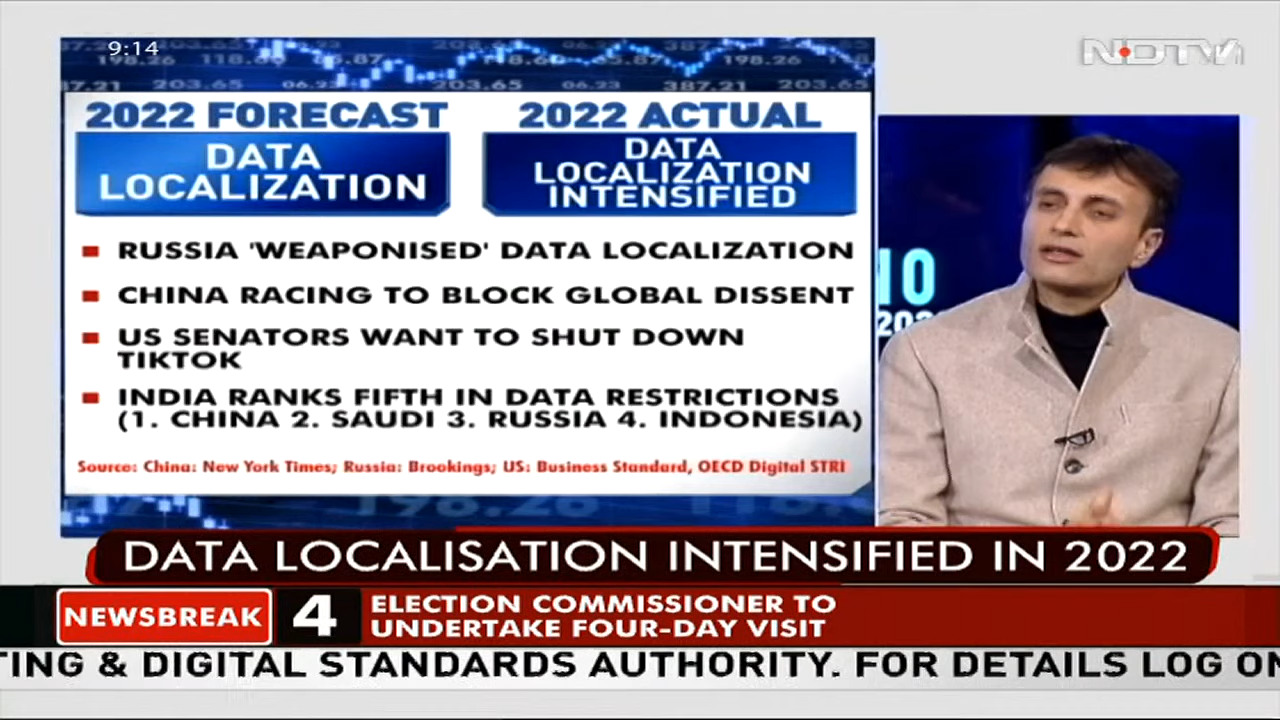 9:14
NDTV
2022 FORECAST
DATA
LOCALIZATION
2022 ACTUAL
DATA
LOCALIZATION
INTENSIFIED
RUSSIA 'WEAPONISED' DATA LOCALIZATION
CHINA RACING TO BLOCK GLOBAL DISSENT
US SENATORS WANT TO SHUT DOWN
TIKTOK
INDIA RANKS FIFTH IN DATA RESTRICTIONS
(1. CHINA 2. SAUDI 3. RUSSIA 4. INDONESIA)
Source: China: New York Times; Russia: Brookings; US: Business Standard, OECD Digital STRI
10
DATA LOCALISATION INTENSIFIED IN 2022
NEWSBREAK
4
ELECTION COMMISSIONER TO
UNDERTAKE FOUR-DAY VISIT
TING & DIGITAL STANDARDS AUTHORITY. FOR DETAILS LOG ON